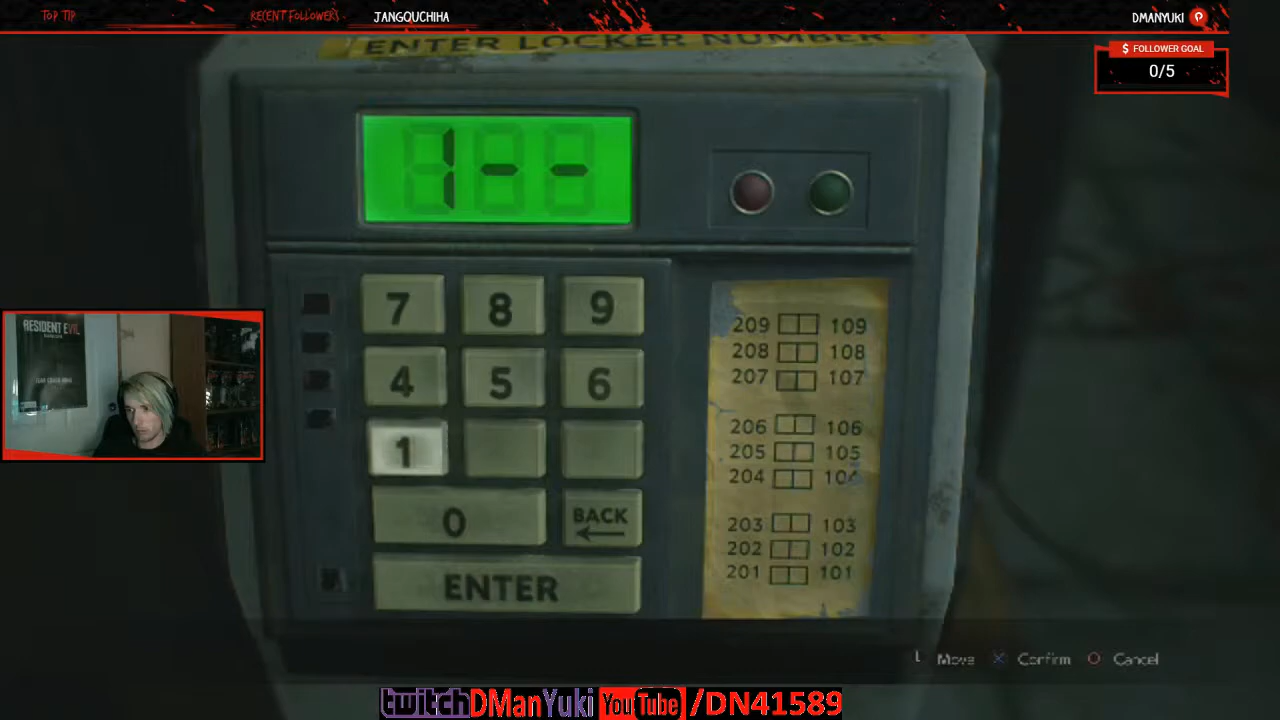 TOP TIP
RECENT FOLLOWERS
JANGOUCHIHA
DMANYUKI
$ FOLLOWER GOAL
0/5
ENTER LOCKER NUMBER
1--
7 8 9
4 5 6
1
0 BACK
ENTER
209 109
208 108
207 107
206 106
205 105
204 104
203 103
202 102
201 101
RESIDENT EVIL
L Move X Confirm O Cancel
twitch DManYuki YouTube /DN41589